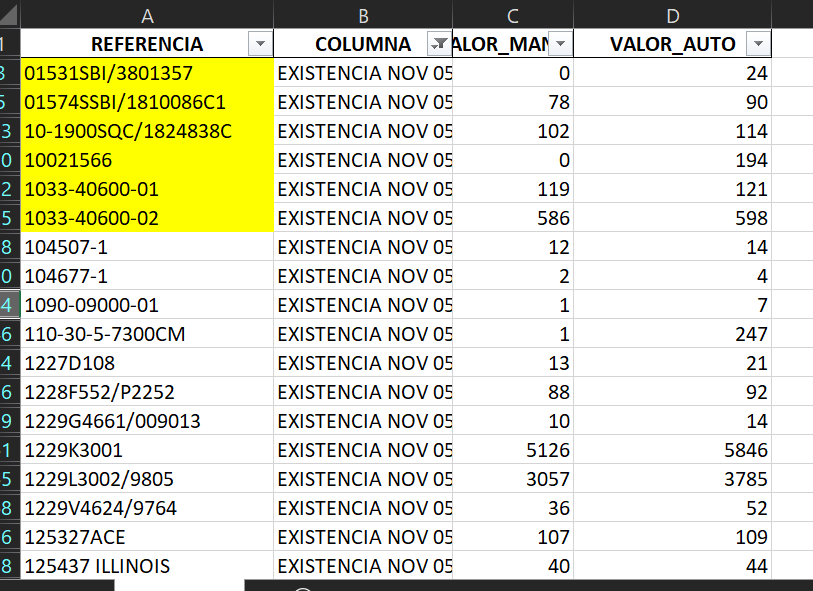 A B C D
1 REFERENCIA COLUMNA ALOR_MAN VALOR_AUTO
3 01531SBI/3801357 EXISTENCIA NOV 05 0 24
5 01574SSBI/1810086C1 EXISTENCIA NOV 05 78 90
3 10-1900SQC/1824838C EXISTENCIA NOV 05 102 114
0 10021566 EXISTENCIA NOV 05 0 194
2 1033-40600-01 EXISTENCIA NOV 05 119 121
5 1033-40600-02 EXISTENCIA NOV 05 586 598
8 104507-1 EXISTENCIA NOV 05 12 14
0 104677-1 EXISTENCIA NOV 05 2 4
4 1090-09000-01 EXISTENCIA NOV 05 1 7
6 110-30-5-7300CM EXISTENCIA NOV 05 1 247
4 1227D108 EXISTENCIA NOV 05 13 21
6 1228F552/P2252 EXISTENCIA NOV 05 88 92
9 1229G4661/009013 EXISTENCIA NOV 05 10 14
1 1229K3001 EXISTENCIA NOV 05 5126 5846
5 1229L3002/9805 EXISTENCIA NOV 05 3057 3785
8 1229V4624/9764 EXISTENCIA NOV 05 36 52
6 125327ACE EXISTENCIA NOV 05 107 109
8 125437 ILLINOIS EXISTENCIA NOV 05 40 44